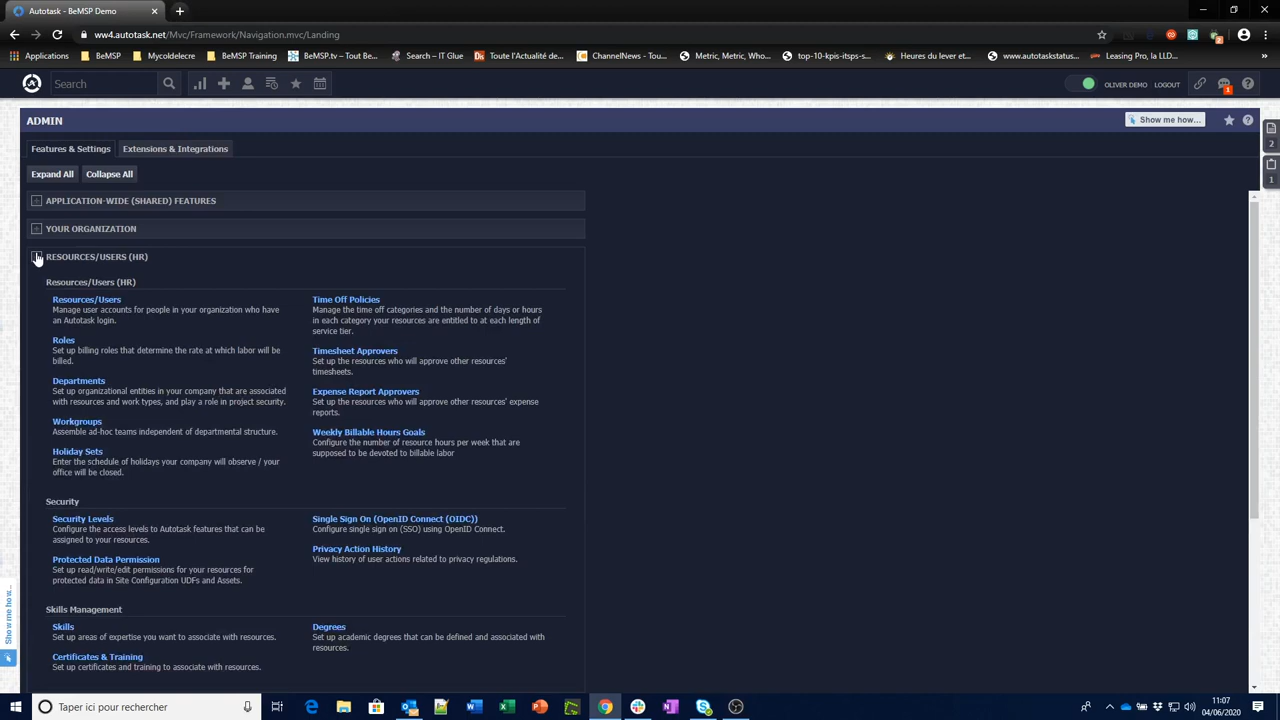 Autotask - BeMSP Demo
ww4.autotask.net/Mvc/Framework/Navigation.mvc/Landing
Applications
BeMSP Training
BeMSP.tv – Tout Be...
Search — IT Glue
Toute l'Actualité de...
ChannelNews : Tout...
Metric, Metric, Who...
top-10-kpis-itsps-s...
Heures du lever et...
www.autotaskstatus...
Leasing Pro, la LLD...
Search
OLIVER DEMO
LOGOUT
1
ADMIN
Show me how...
2
1
Features & Settings
Extensions & Integrations
Expand All
Collapse All
APPLICATION-WIDE (SHARED) FEATURES
YOUR ORGANIZATION
RESOURCES/USERS (HR)
Resources/Users (HR)
Resources/Users
Manage user accounts for people in your organization who have
an Autotask login.
Roles
Set up billing roles that determine the rate at which labor will be
billed.
Departments
Set up organizational entities in your company that are associated
with resources and work types, and play a role in project security.
Workgroups
Assemble ad-hoc teams independent of departmental structure.
Holiday Sets
Enter the schedule of holidays your company will observe / your
office will be closed.
Time Off Policies
Manage the time off categories and the number of days or hours
in each category your resources are entitled to at each length of
service tier.
Timesheet Approvers
Set up the resources who will approve other resources'
timesheets.
Expense Report Approvers
Set up the resources who will approve other resources' expense
reports.
Weekly Billable Hours Goals
Configure the number of resource hours per week that are
supposed to be devoted to billable labor
Security
Security Levels
Configure the access levels to Autotask features that can be
assigned to your resources.
Protected Data Permission
Set up read/write/edit permissions for your resources for
protected data in Site Configuration UDFs and Assets.
Single Sign On (OpenID Connect (OIDC))
Configure single sign on (SSO) using OpenID Connect.
Privacy Action History
View history of user actions related to privacy regulations.
Skills Management
Skills
Set up areas of expertise you want to associate with resources.
Certificates & Training
Set up certificates and training to associate with resources.
Degrees
Set up academic degrees that can be defined and associated with
resources.
Show me how...
Taper ici pour rechercher
11:07
04/06/2020